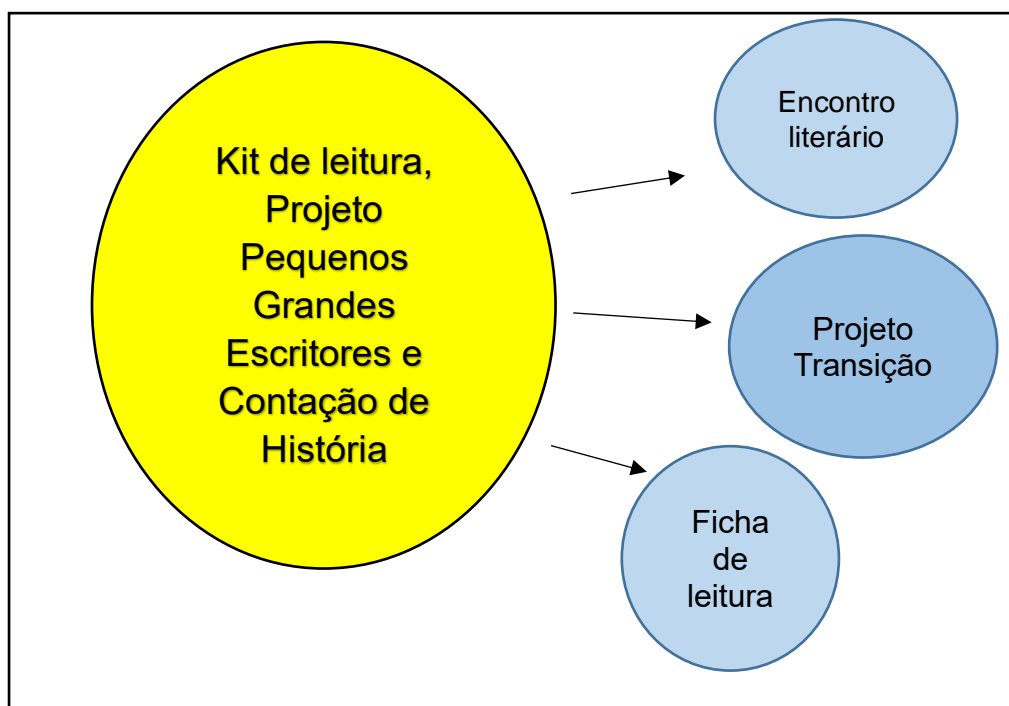 Kit de leitura,
Projeto
Pequenos
Grandes
Escritores e
Contação de
História
Encontro
literário
Projeto
Transição
Ficha
de
leitura